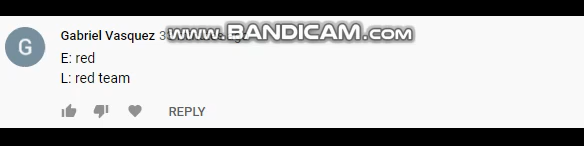 www.BANDICAM.com
G
Gabriel Vasquez
E: red
L: red team
REPLY